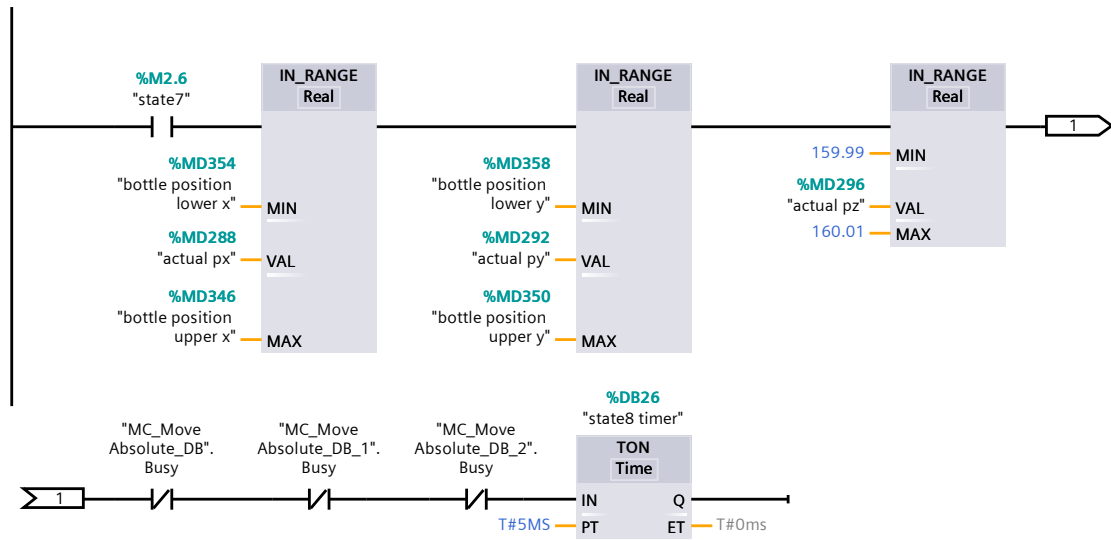 %M2.6
"state7"
IN_RANGE
Real
%MD354
"bottle position
lower x"
MIN
%MD288
"actual px"
VAL
%MD346
"bottle position
upper x"
MAX
IN_RANGE
Real
%MD358
"bottle position
lower y"
MIN
%MD292
"actual py"
VAL
%MD350
"bottle position
upper y"
MAX
IN_RANGE
Real
159.99
MIN
%MD296
"actual pz"
VAL
160.01
MAX
1
1
"MC_Move
Absolute_DB".
Busy
"MC_Move
Absolute_DB_1".
Busy
"MC_Move
Absolute_DB_2".
Busy
%DB26
"state8 timer"
TON
Time
IN
Q
T#5MS
PT
ET
T#0ms